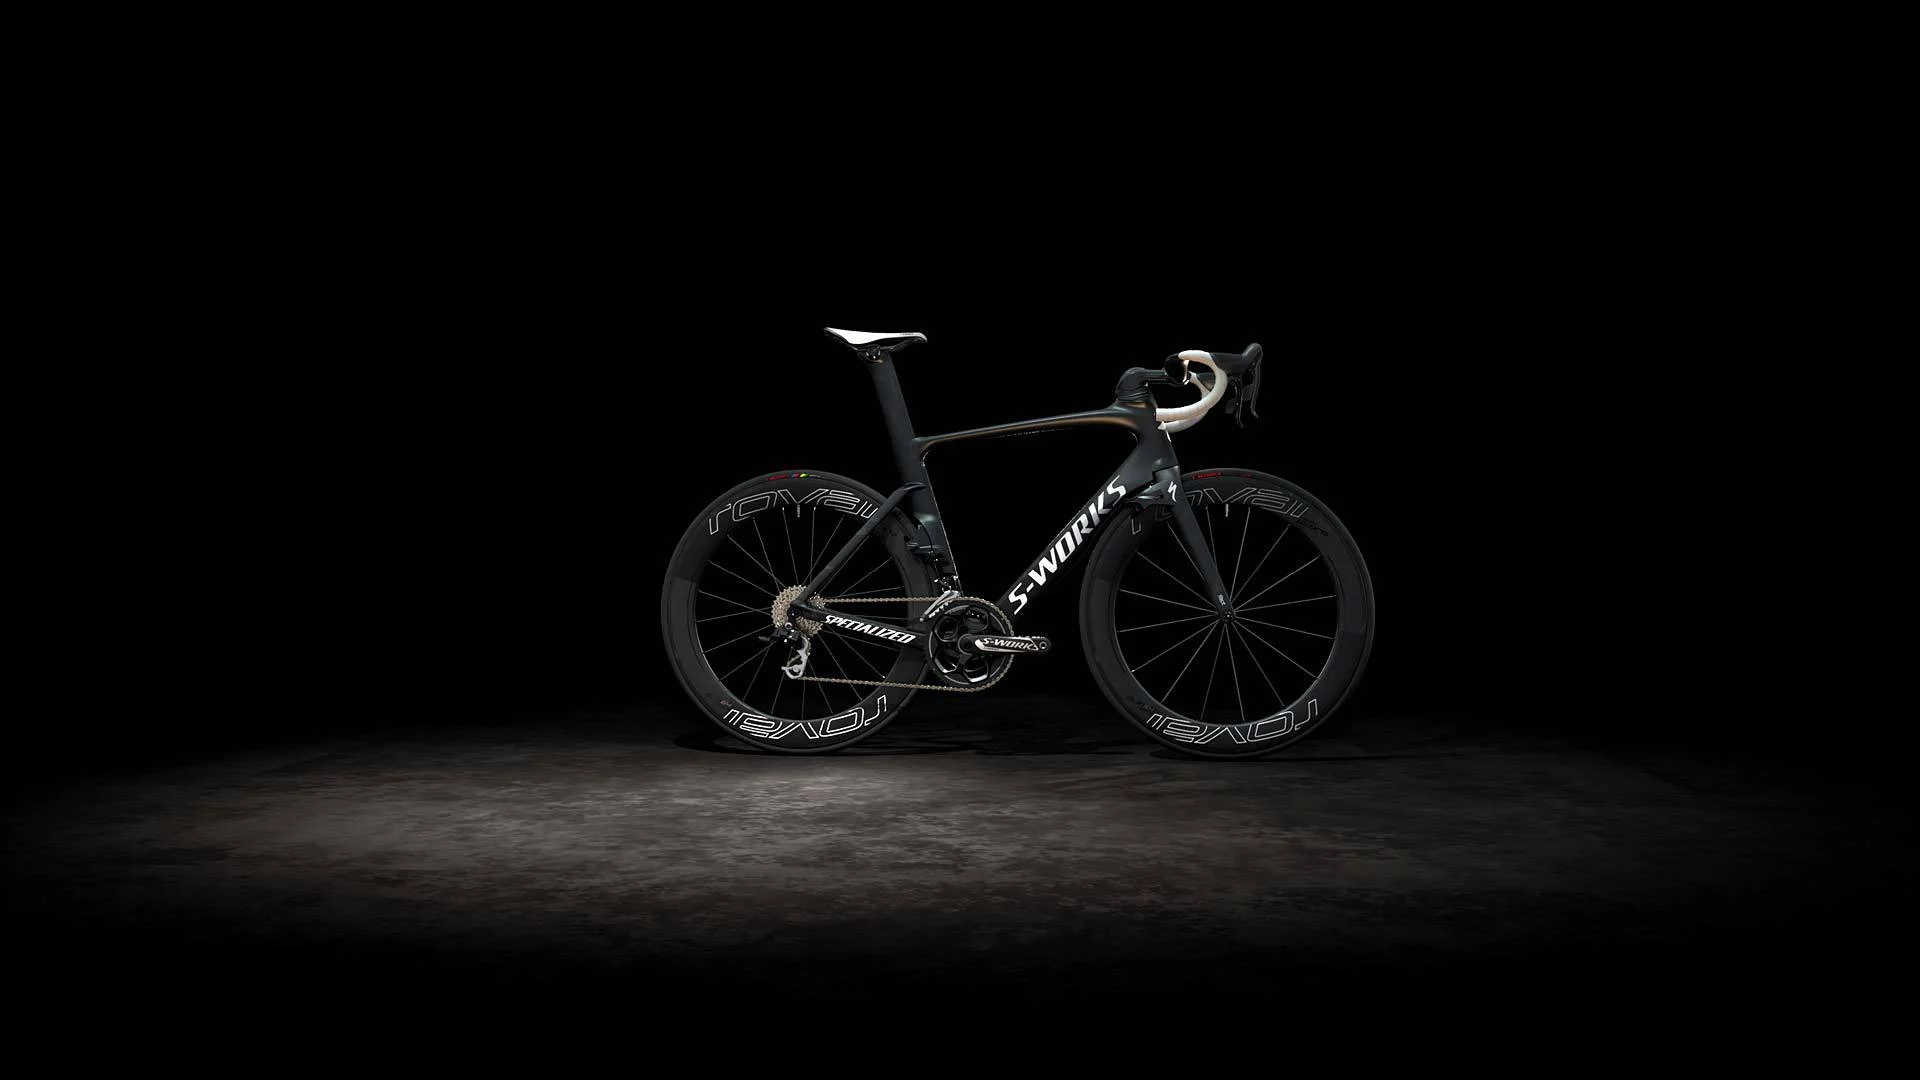 roval
roval
S-WORKS
SPECIALIZED
S-WORKS
roval
roval